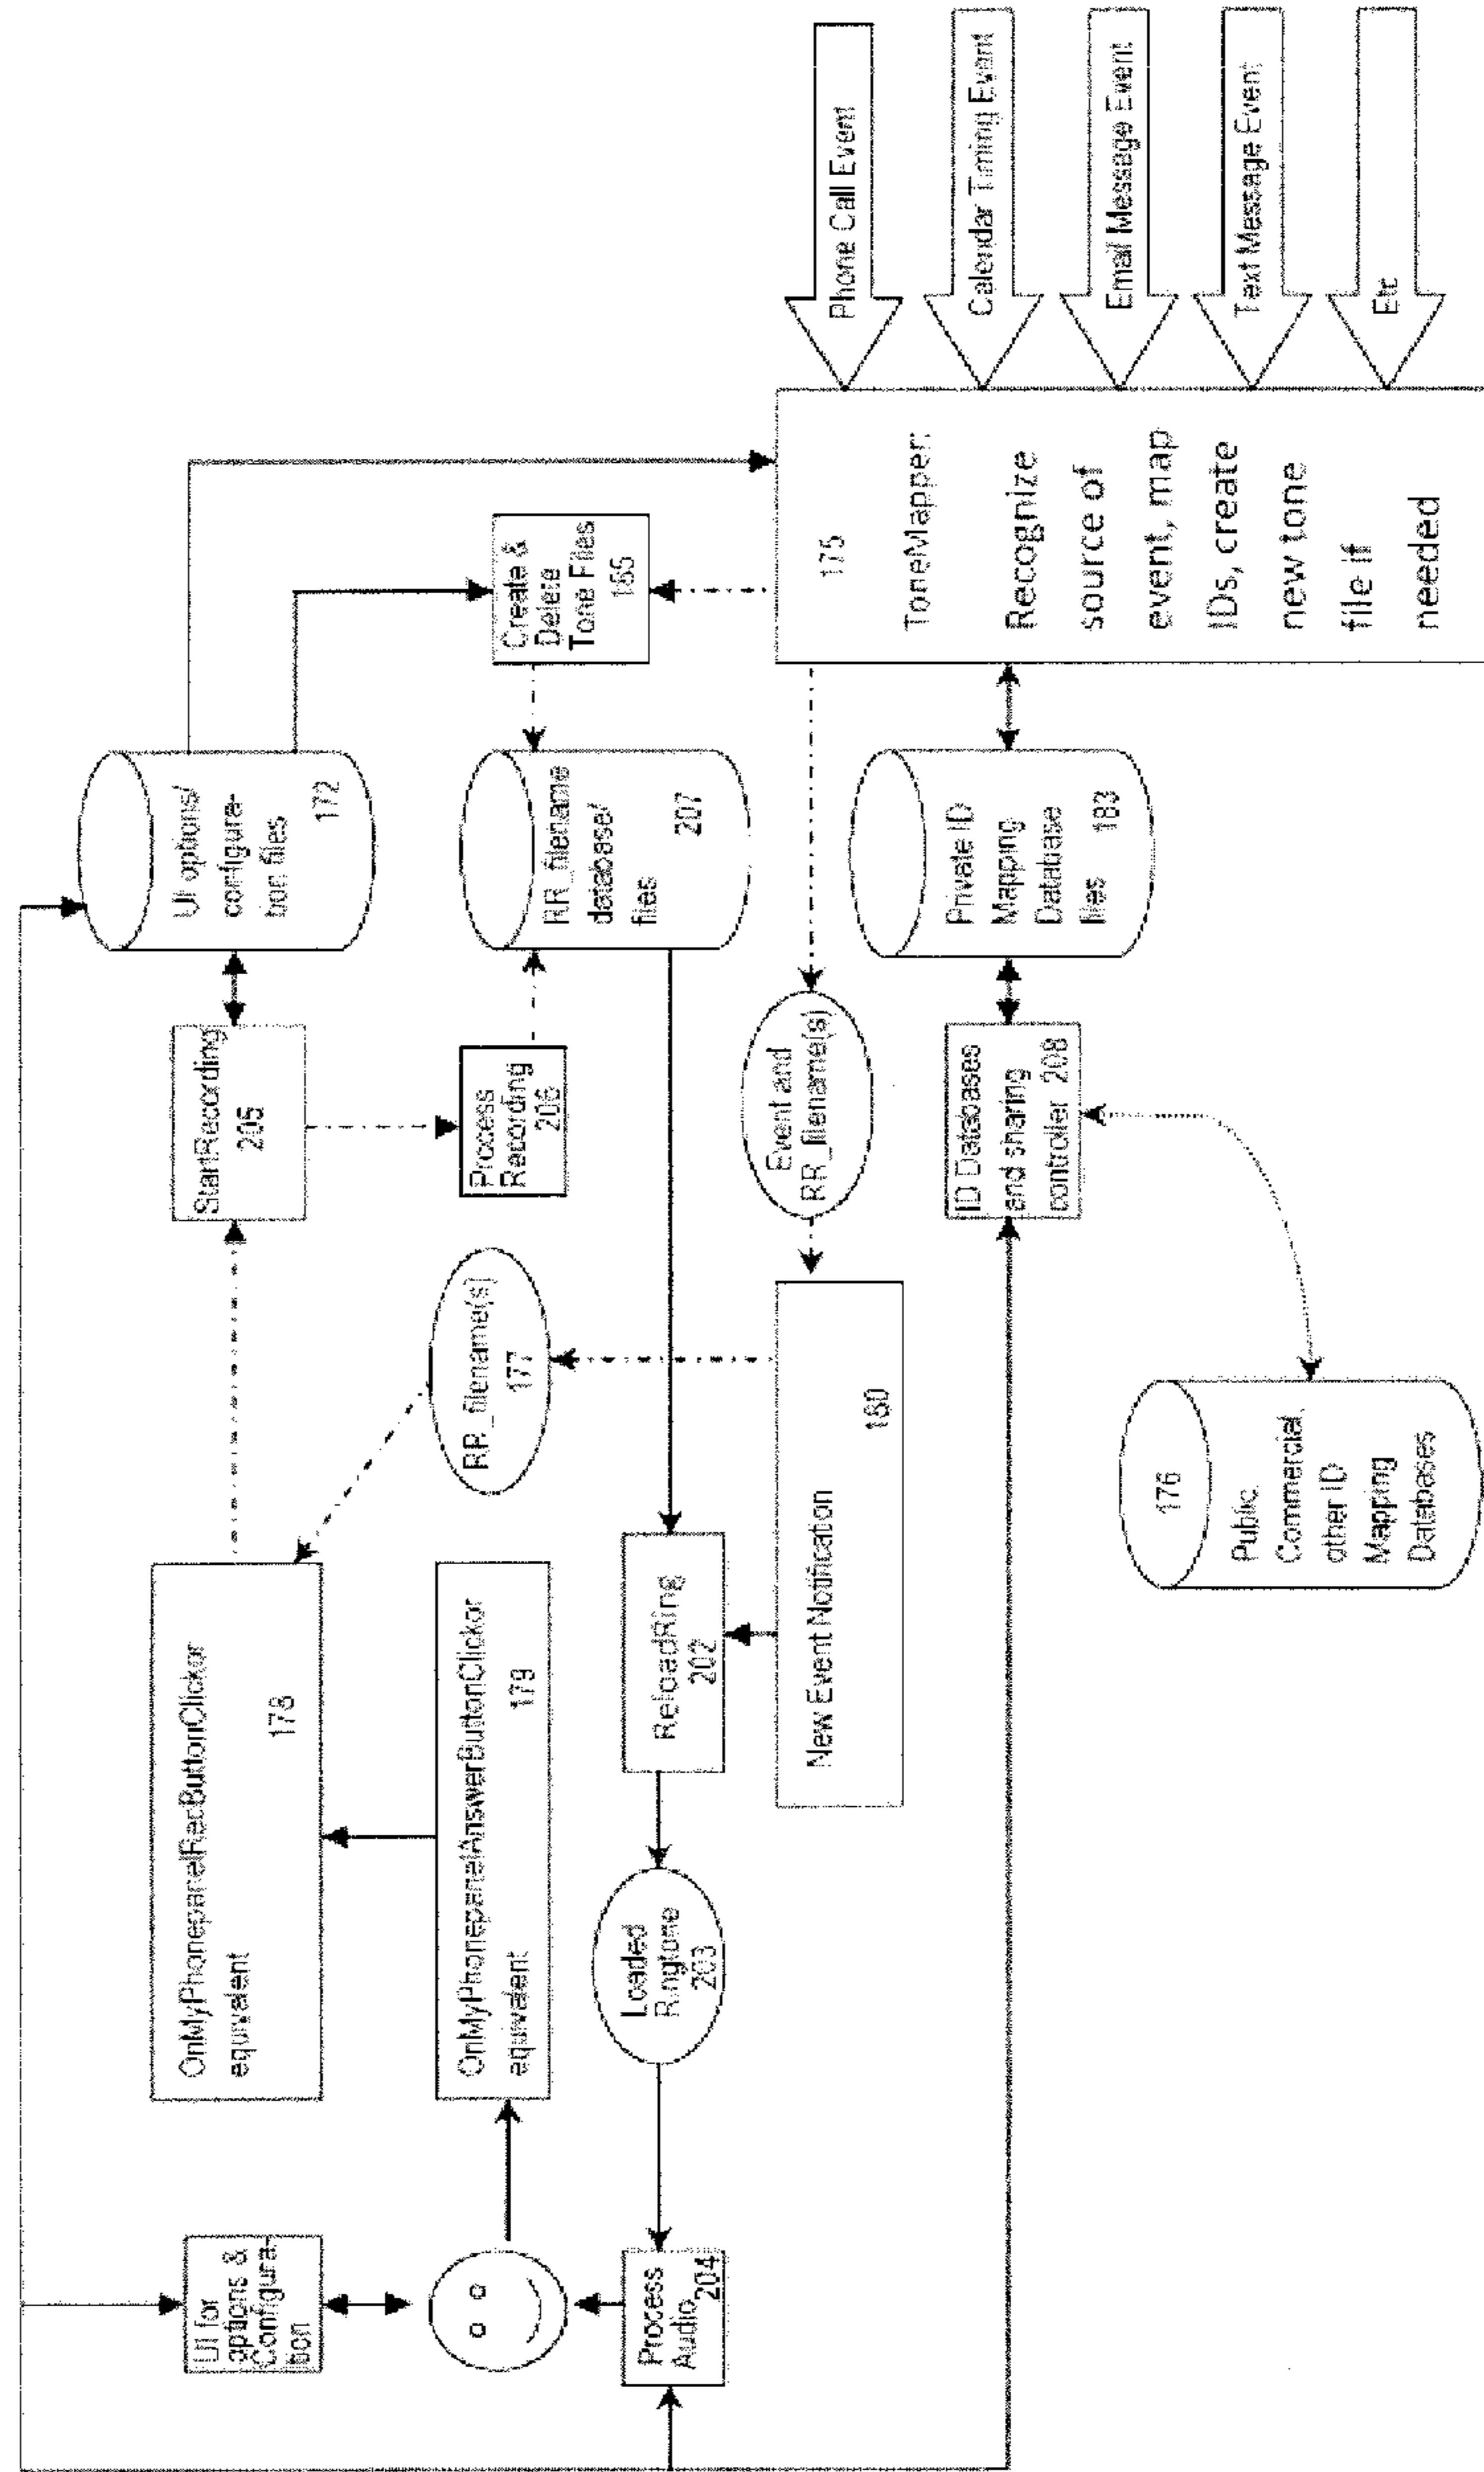 UI for
options &
Configura-
tion
OnMyPhonepanelRecButtonClickor
equivalent
178
StartRecording
205
UI options/
configure-
tion files
172
OnMyPhonepanelAnswerButtonClickor
equivalent
179
RR_filename(s)
177
Process
Recording
206
RR_filename
database/
files
207
Create &
Delete
Tone Files
185
Process
Audio
204
Loaded
Ringtone
203
ReloadRing
202
New Event Notification
180
Event and
RR_filename(s)
ID Databases
and sharing
controller 208
Private ID
Mapping
Database
files 183
175
ToneMapper:
Recognize
source of
event, map
IDs, create
new tone
file if
needed
176
Public,
Commercial,
other ID
Mapping
Databases
Phone Call Event
Calendar Timing Event
Email Message Event
Text Message Event
Etc